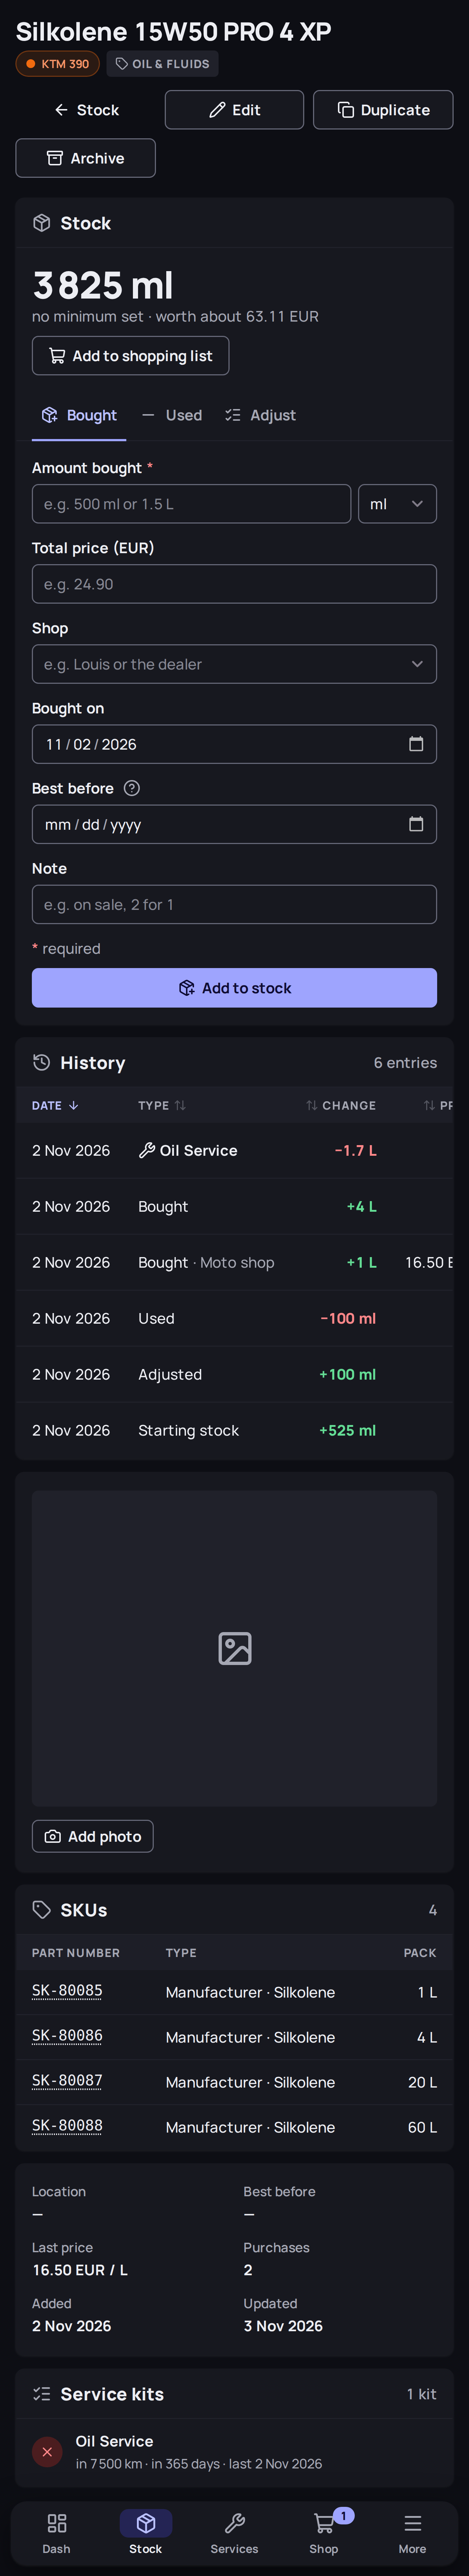 Silkolene 15W50 PRO 4 XP
KTM 390 OIL & FLUIDS
Stock Edit Duplicate
Archive
Stock
3 825 ml
no minimum set · worth about 63.11 EUR
Add to shopping list
Bought Used Adjust
Amount bought *
e.g. 500 ml or 1.5 L ml
Total price (EUR)
e.g. 24.90
Shop
e.g. Louis or the dealer
Bought on
11 / 02 / 2026
Best before
mm / dd / yyyy
Note
e.g. on sale, 2 for 1
* required
Add to stock
History 6 entries
DATE TYPE CHANGE
2 Nov 2026 Oil Service −1.7 L
2 Nov 2026 Bought +4 L
2 Nov 2026 Bought · Moto shop +1 L 16.50
2 Nov 2026 Used −100 ml
2 Nov 2026 Adjusted +100 ml
2 Nov 2026 Starting stock +525 ml
Add photo
SKUs 4
PART NUMBER TYPE PACK
SK-80085 Manufacturer · Silkolene 1 L
SK-80086 Manufacturer · Silkolene 4 L
SK-80087 Manufacturer · Silkolene 20 L
SK-80088 Manufacturer · Silkolene 60 L
Location Best before
— —
Last price Purchases
16.50 EUR / L 2
Added Updated
2 Nov 2026 3 Nov 2026
Service kits 1 kit
Oil Service
in 7 500 km · in 365 days · last 2 Nov 2026
1
Dash Stock Services Shop More